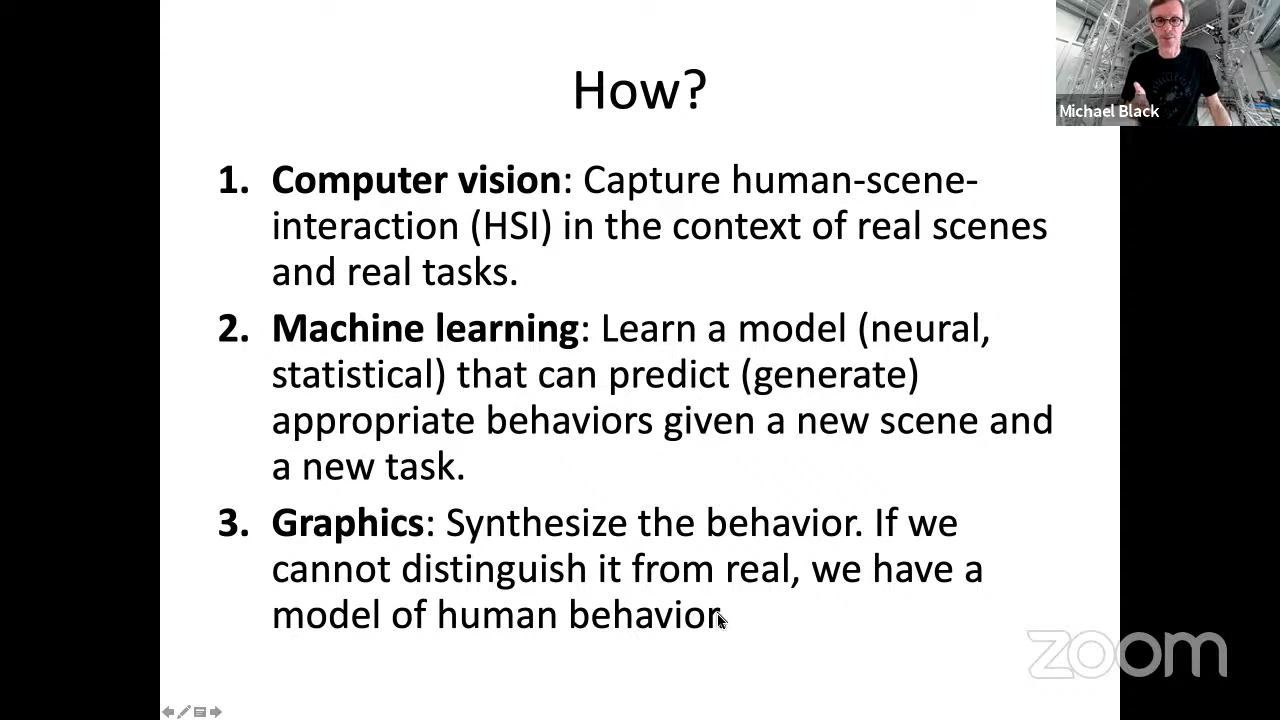 How?
Michael Black
1. Computer vision: Capture human-scene-
interaction (HSI) in the context of real scenes
and real tasks.
2. Machine learning: Learn a model (neural,
statistical) that can predict (generate)
appropriate behaviors given a new scene and
a new task.
3. Graphics: Synthesize the behavior. If we
cannot distinguish it from real, we have a
model of human behavior.
zoom